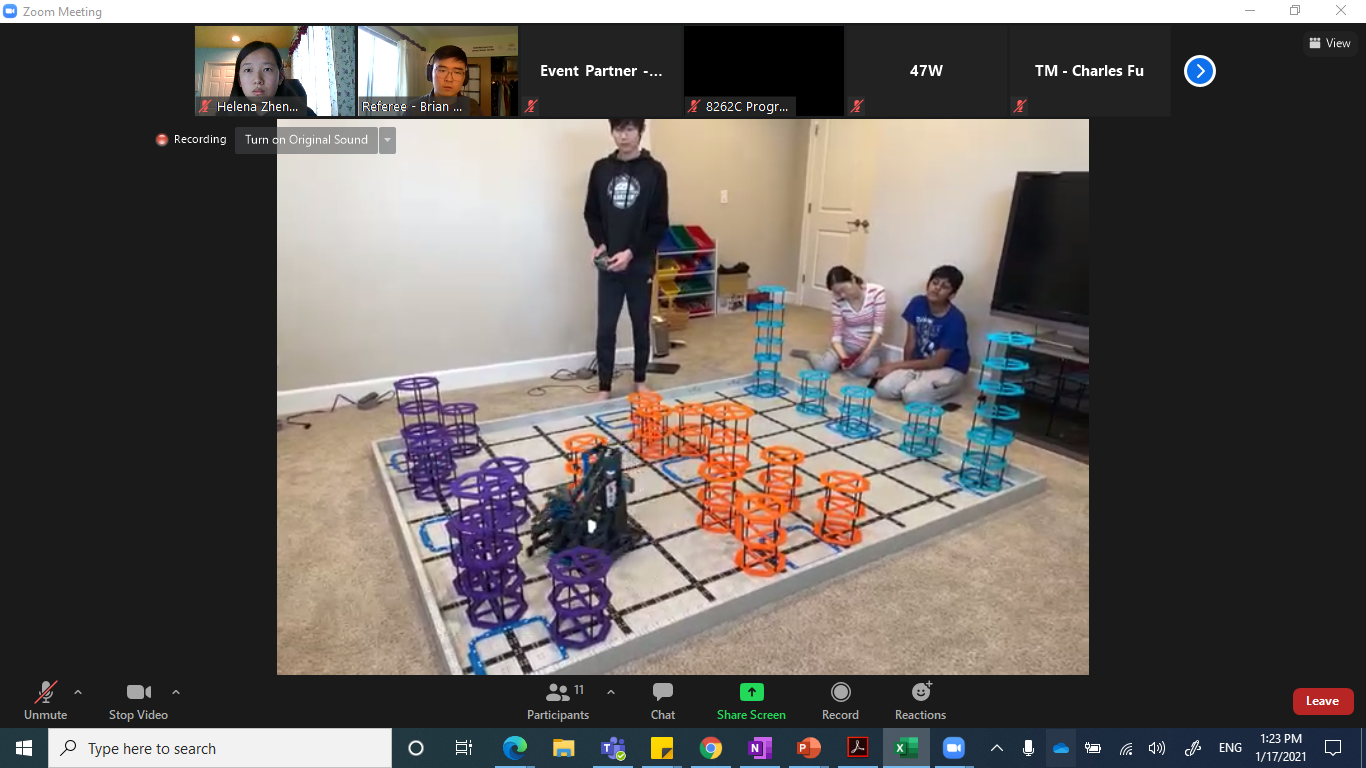 Zoom Meeting
View
Helena Zhen...
Referee - Brian ...
Event Partner -...
8262C Progr...
47W
TM - Charles Fu
Recording
Turn on Original Sound
Unmute
Stop Video
11
Participants
Chat
Share Screen
Record
Reactions
Leave
Type here to search
ENG
1:23 PM
1/17/2021